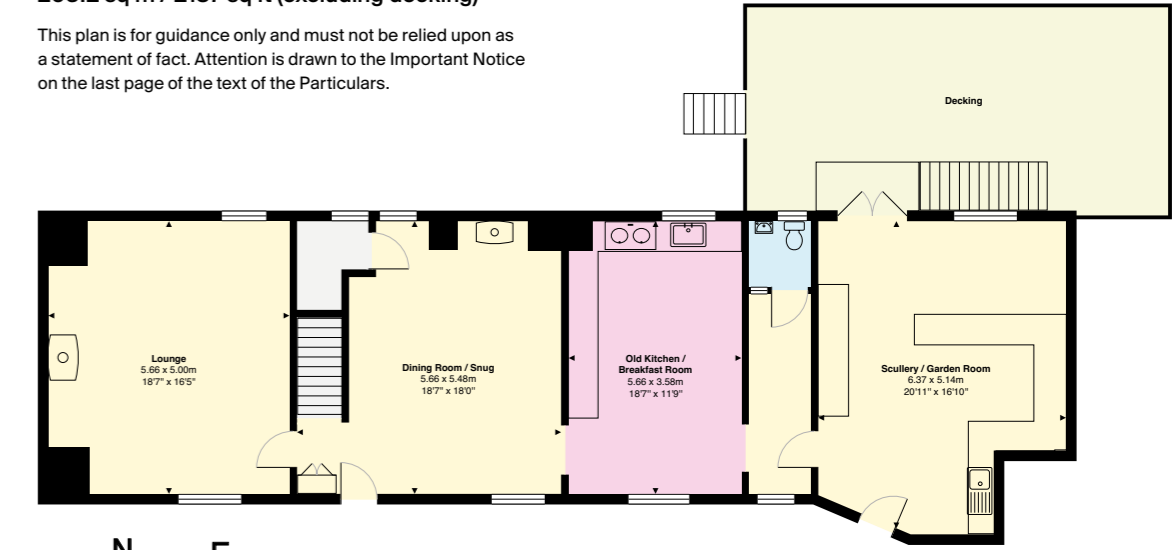 This plan is for guidance only and must not be relied upon as
a statement of fact. Attention is drawn to the Important Notice
on the last page of the text of the Particulars.
Decking
Lounge
5.66 x 5.00m
18'7" x 16'5"
Dining Room / Snug
5.66 x 5.48m
18'7" x 18'0"
Old Kitchen /
Breakfast Room
5.66 x 3.58m
18'7" x 11'9"
Scullery / Garden Room
6.37 x 5.14m
20'11" x 16'10"
N